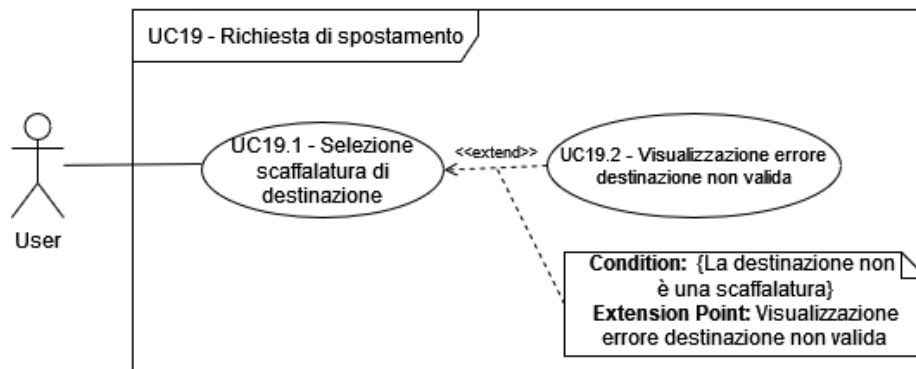 UC19 - Richiesta di spostamento
UC19.1 - Selezione
scaffalatura di
destinazione
<<extend>>
UC19.2 - Visualizzazione errore
destinazione non valida
User
Condition: {La destinazione non
è una scaffalatura}
Extension Point: Visualizzazione
errore destinazione non valida